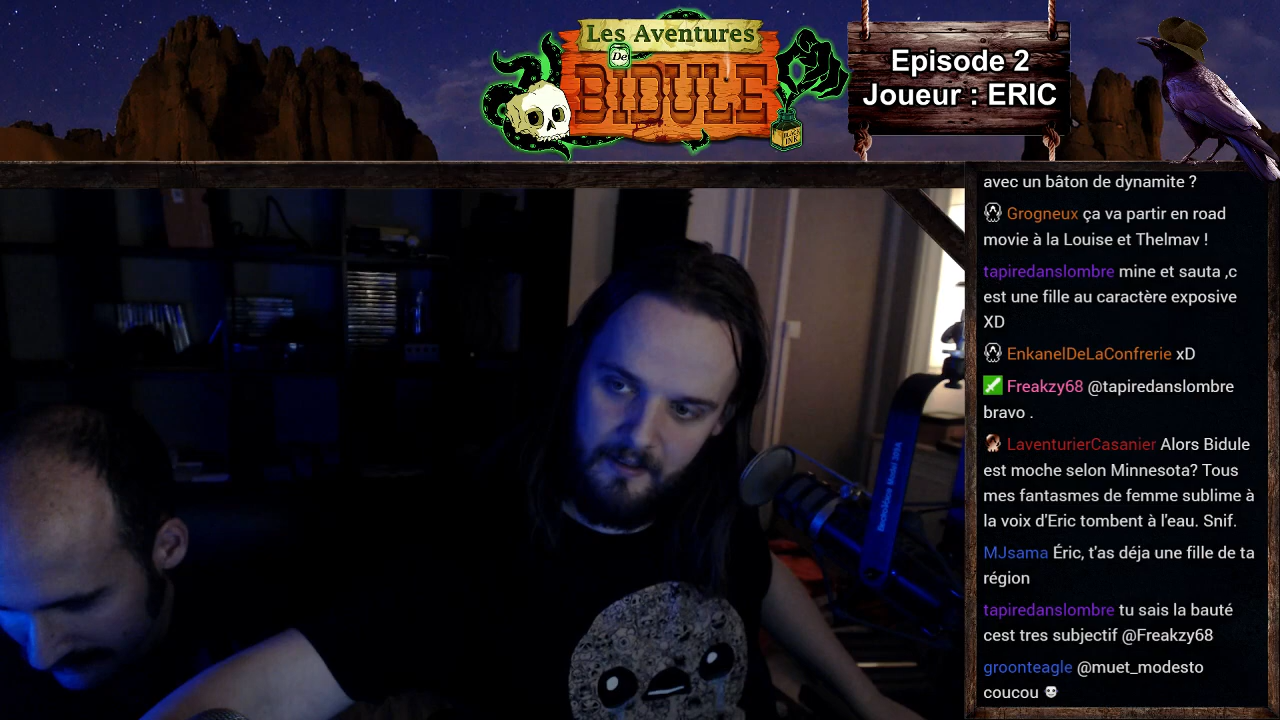 Les Aventures
De
BIDULE
BLACK
INK
Episode 2
Joueur : ERIC
avec un bâton de dynamite ?
Grogneux ça va partir en road
movie à la Louise et Thelmav !
tapiredanslombre mine et sauta ,c
est une fille au caractère exposive
XD
EnkanelDeLaConfrerie xD
Freakzy68 @tapiredanslombre
bravo .
LaventurierCasanier Alors Bidule
est moche selon Minnesota? Tous
mes fantasmes de femme sublime à
la voix d'Eric tombent à l'eau. Snif.
MJsama Éric, t'as déja une fille de ta
région
tapiredanslombre tu sais la bauté
cest tres subjectif @Freakzy68
groonteagle @muet_modesto
coucou